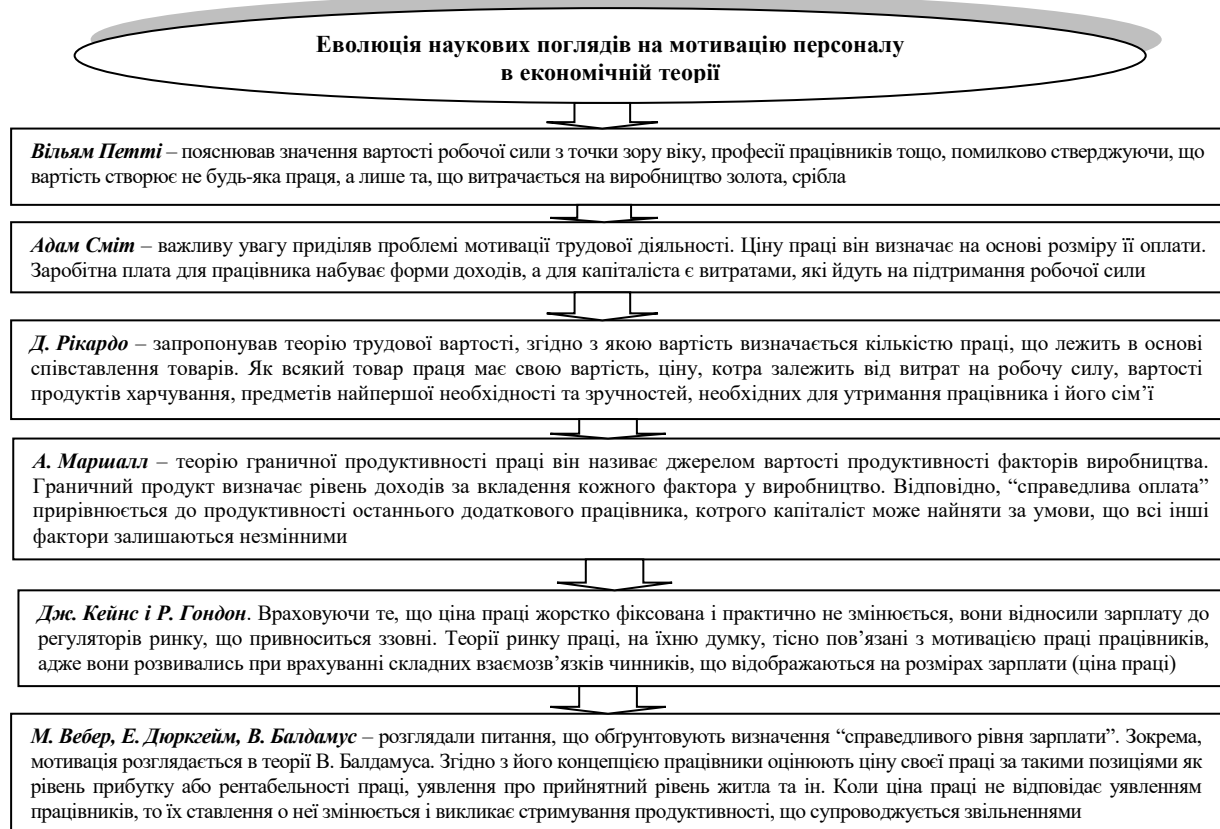 Еволюція наукових поглядів на мотивацію персоналу
в економічній теорії
Вільям Петті – пояснював значення вартості робочої сили з точки зору віку, професії працівників тощо, помилково стверджуючи, що
вартість створює не будь-яка праця, а лише та, що витрачається на виробництво золота, срібла
Адам Сміт – важливу увагу приділяв проблемі мотивації трудової діяльності. Ціну праці він визначає на основі розміру її оплати.
Заробітна плата для працівника набуває форми доходів, а для капіталіста є витратами, які йдуть на підтримання робочої сили
Д. Рікардо – запропонував теорію трудової вартості, згідно з якою вартість визначається кількістю праці, що лежить в основі
співставлення товарів. Як всякий товар праця має свою вартість, ціну, котра залежить від витрат на робочу силу, вартості
продуктів харчування, предметів найпершої необхідності та зручностей, необхідних для утримання працівника і його сім’ї
А. Маршалл – теорію граничної продуктивності праці він називає джерелом вартості продуктивності факторів виробництва.
Граничний продукт визначає рівень доходів за вкладення кожного фактора у виробництво. Відповідно, “справедлива оплата”
прирівнюється до продуктивності останнього додаткового працівника, котрого капіталіст може найняти за умови, що всі інші
фактори залишаються незмінними
Дж. Кейнс і Р. Гондон. Враховуючи те, що ціна праці жорстко фіксована і практично не змінюється, вони відносили зарплату до
регуляторів ринку, що привноситься ззовні. Теорії ринку праці, на їхню думку, тісно пов’язані з мотивацією праці працівників,
адже вони розвивались при врахуванні складних взаємозв’язків чинників, що відображаються на розмірах зарплати (ціна праці)
М. Вебер, Е. Дюркгейм, В. Балдамус – розглядали питання, що обґрунтовують визначення “справедливого рівня зарплати”. Зокрема,
мотивація розглядається в теорії В. Балдамуса. Згідно з його концепцією працівники оцінюють ціну своєї праці за такими позиціями як
рівень прибутку або рентабельності праці, уявлення про прийнятний рівень житла та ін. Коли ціна праці не відповідає уявленням
працівників, то їх ставлення о неї змінюється і викликає стримування продуктивності, що супроводжується звільненнями